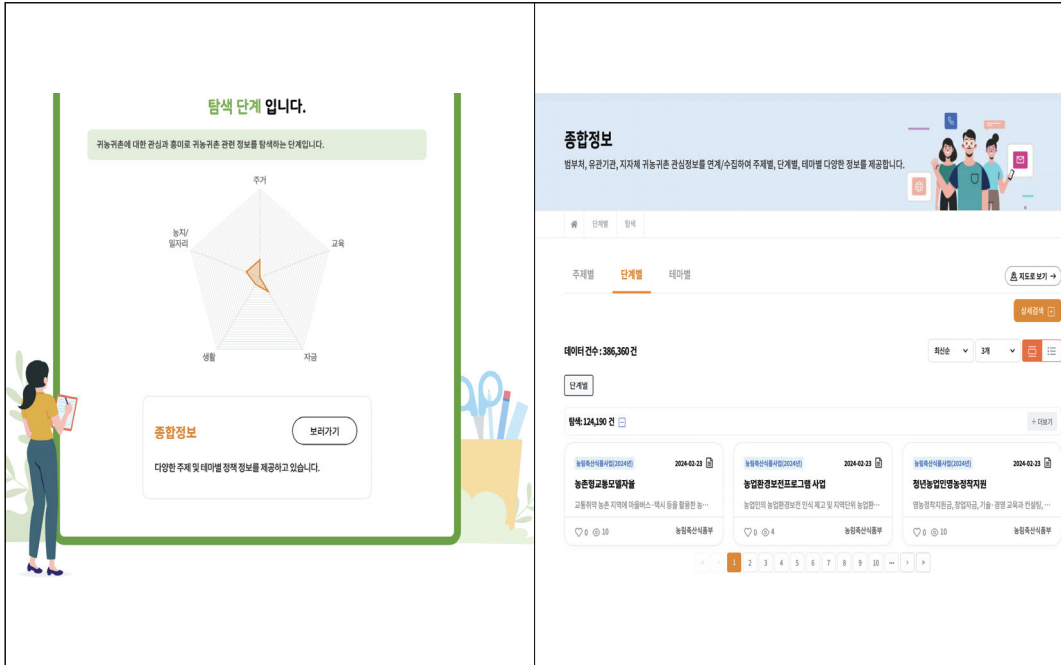 탐색 단계 입니다.
귀농귀촌에 대한 관심과 흥미로 귀농귀촌 관련 정보를 탐색하는 단계입니다.
주거
농지/
일자리
교육
생활
자금
종합정보
보러가기
다양한 주제 및 테마별 정책 정보를 제공하고 있습니다.
종합정보
범부처, 유관기관, 지자체 귀농귀촌 관심정보를 연계/수집하여 주제별, 단계별, 테마별 다양한 정보를 제공합니다.
단계별 탐색
주제별 단계별 테마별
지도로 보기 →
상세검색 +
데이터 건수 : 386,360 건
최신순 3개
단계별
탐색: 124,190 건
+ 더보기
농림축산식품사업(2024년) 2024-02-23
농촌형교통모델자율
교통취약 농촌 지역에 마을버스·택시 등을 활용한 농…
0 10 농림축산식품부
농림축산식품사업(2024년) 2024-02-23
농업환경보전프로그램 사업
농업인의 농업환경보전 인식 제고 및 지역단위 농업환…
0 4 농림축산식품부
농림축산식품사업(2024년) 2024-02-23
청년농업인영농정착지원
영농정착지원금, 창업자금, 기술·경영 교육과 컨설팅, …
0 10 농림축산식품부
« ‹ 1 2 3 4 5 6 7 8 9 10 … › »